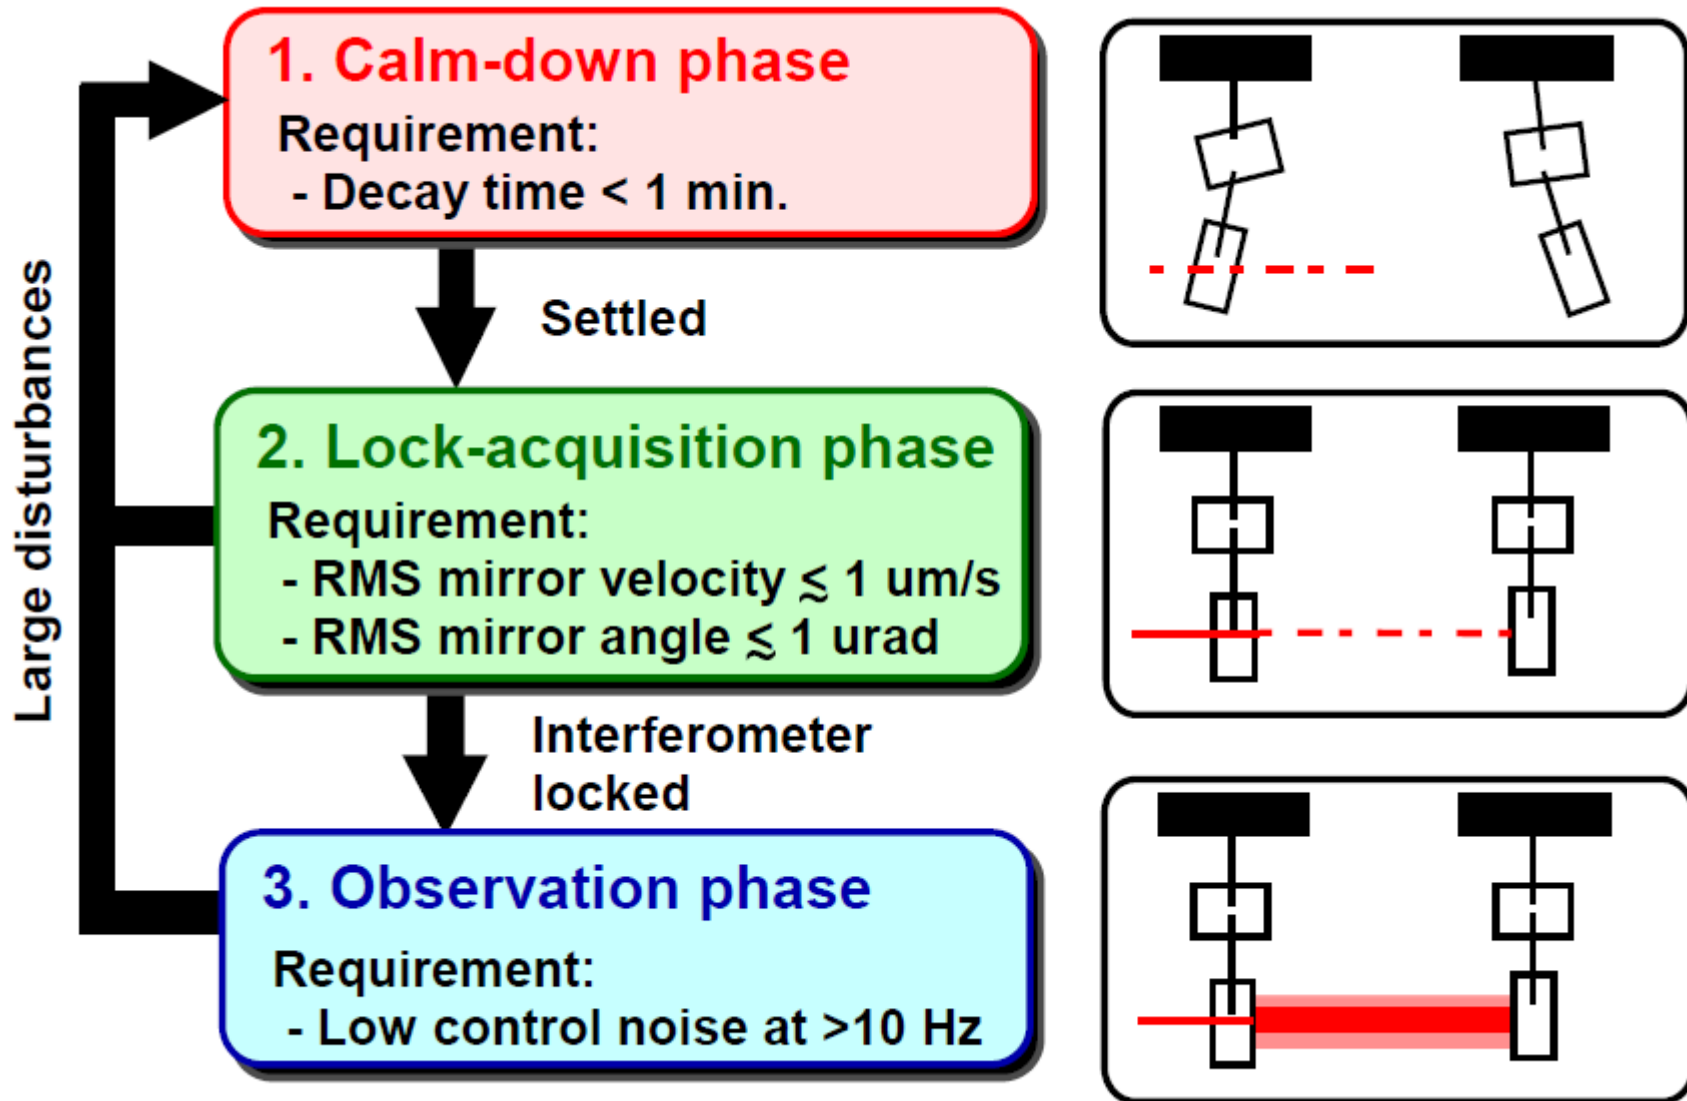 1. Calm-down phase
Requirement:
- Decay time < 1 min.
Settled
Large disturbances
2. Lock-acquisition phase
Requirement:
- RMS mirror velocity ≲ 1 um/s
- RMS mirror angle ≲ 1 urad
Interferometer
locked
3. Observation phase
Requirement:
- Low control noise at >10 Hz